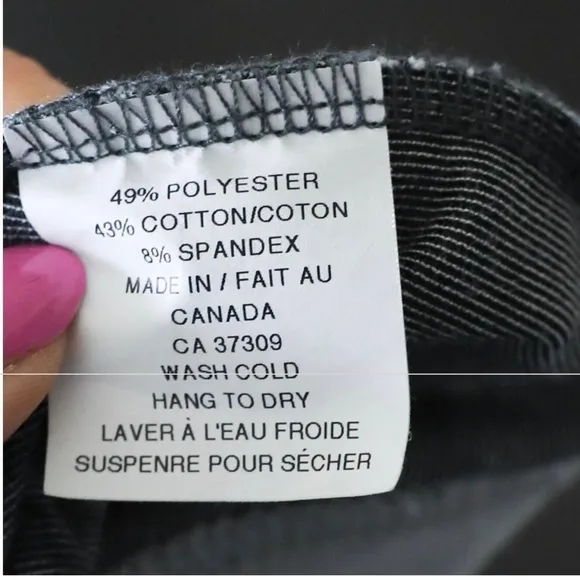 49% POLYESTER
43% COTTON/COTON
8% SPANDEX
MADE IN / FAIT AU
CANADA
CA 37309
WASH COLD
HANG TO DRY
LAVER À L'EAU FROIDE
SUSPENRE POUR SÉCHER